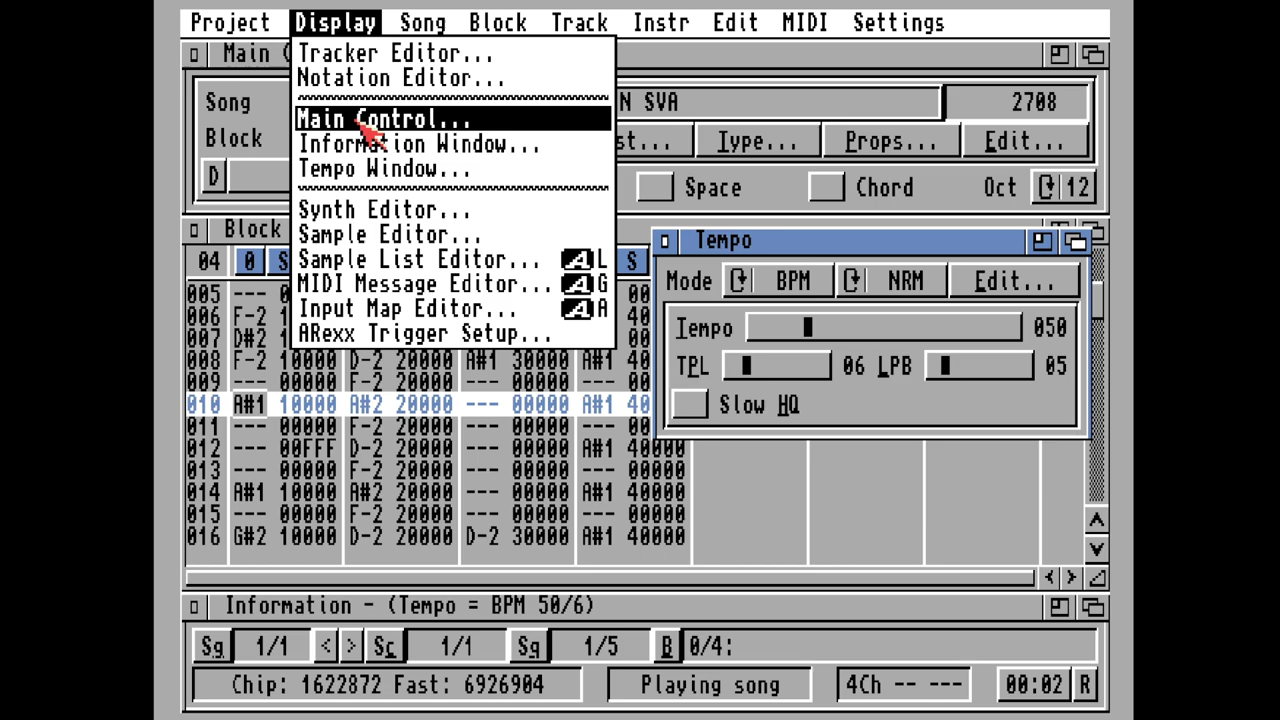 Project Display Song Block Track Instr Edit MIDI Settings
Main C
Tracker Editor...
Notation Editor...
Main Control...
Information Window...
Tempo Window...
Synth Editor...
Sample Editor...
Sample List Editor... A L
MIDI Message Editor... A G
Input Map Editor... A A
ARexx Trigger Setup...
Song N SVA 2708
Block st... Type... Props... Edit...
D Space Chord Oct 12
Block
04 0 S S
Tempo
Mode BPM NRM Edit...
Tempo 050
TPL 06 LPB 05
Slow HQ
005 --- 0 00
006 F-2 1 40
007 D#2 1 00
008 F-2 10000 D-2 20000 A#1 30000 A#1 40
009 --- 00000 F-2 20000 --- 00000 --- 00
010 A#1 10000 A#2 20000 --- 00000 A#1 40
011 --- 00000 F-2 20000 --- 00000 --- 00
012 --- 00FFF D-2 20000 --- 00000 A#1 40000
013 --- 00000 F-2 20000 --- 00000 --- 00000
014 A#1 10000 A#2 20000 --- 00000 A#1 40000
015 --- 00000 F-2 20000 --- 00000 --- 00000
016 G#2 10000 D-2 20000 D-2 30000 A#1 40000
Information - (Tempo = BPM 50/6)
Sg 1/1 < > Sc 1/1 Sg 1/5 B 0/4:
Chip: 1622872 Fast: 6926904 Playing song 4Ch -- --- 00:02 R